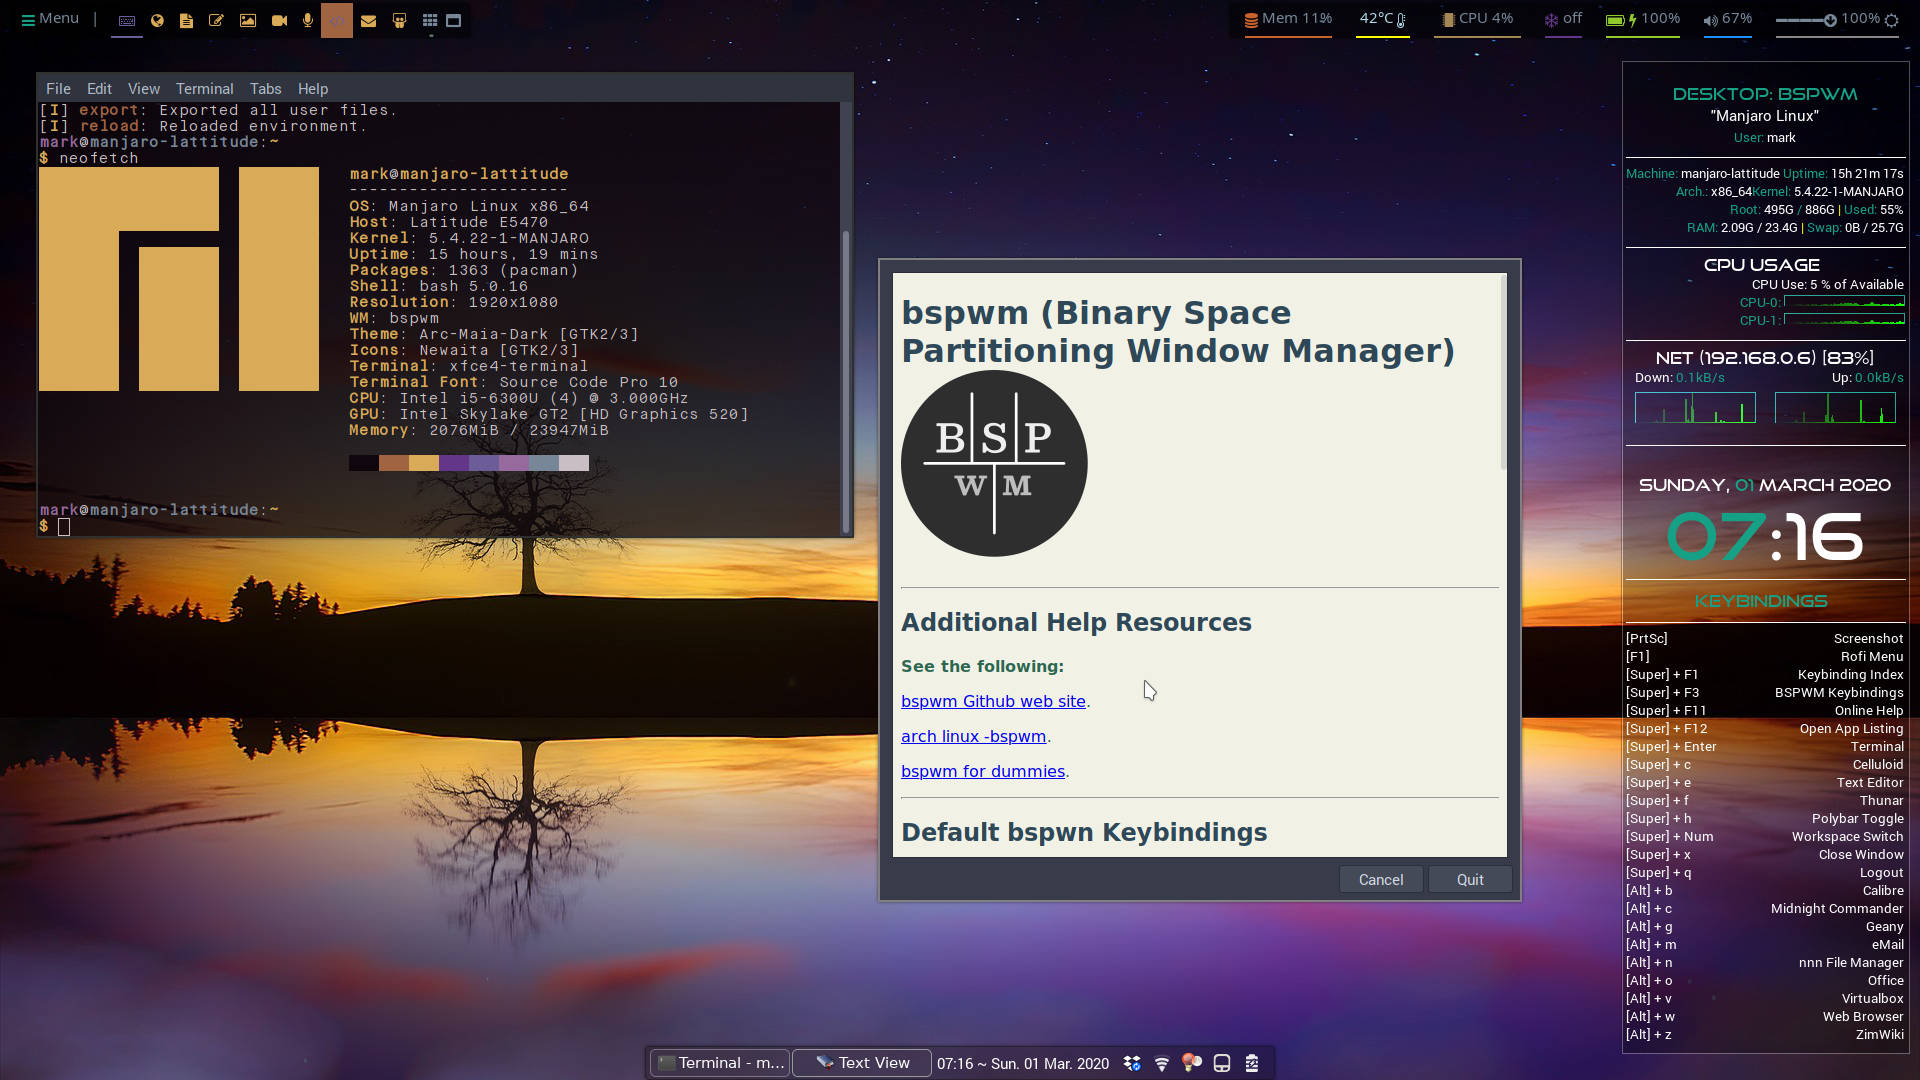 Menu |
Mem 11% 42°C CPU 4% off 100% 67% 100%
File Edit View Terminal Tabs Help
[I] export: Exported all user files.
[I] reload: Reloaded environment.
mark@manjaro-lattitude:~
$ neofetch
mark@manjaro-lattitude
----------------------
OS: Manjaro Linux x86_64
Host: Latitude E5470
Kernel: 5.4.22-1-MANJARO
Uptime: 15 hours, 19 mins
Packages: 1363 (pacman)
Shell: bash 5.0.16
Resolution: 1920x1080
WM: bspwm
Theme: Arc-Maia-Dark [GTK2/3]
Icons: Newaita [GTK2/3]
Terminal: xfce4-terminal
Terminal Font: Source Code Pro 10
CPU: Intel i5-6300U (4) @ 3.000GHz
GPU: Intel Skylake GT2 [HD Graphics 520]
Memory: 2076MiB / 23947MiB
mark@manjaro-lattitude:~
$
bspwm (Binary Space
Partitioning Window Manager)
BSP
WM
Additional Help Resources
See the following:
bspwm Github web site.
arch linux -bspwm.
bspwm for dummies.
Default bspwn Keybindings
Cancel Quit
DESKTOP: BSPWM
"Manjaro Linux"
User: mark
Machine: manjaro-lattitude Uptime: 15h 21m 17s
Arch.: x86_64Kernel: 5.4.22-1-MANJARO
Root: 495G / 886G | Used: 55%
RAM: 2.09G / 23.4G | Swap: 0B / 25.7G
CPU USAGE
CPU Use: 5 % of Available
CPU-0:
CPU-1:
NET (192.168.0.6) [83%]
Down: 0.1kB/s Up: 0.0kB/s
SUNDAY, 01 MARCH 2020
07:16
KEYBINDINGS
[PrtSc] Screenshot
[F1] Rofi Menu
[Super] + F1 Keybinding Index
[Super] + F3 BSPWM Keybindings
[Super] + F11 Online Help
[Super] + F12 Open App Listing
[Super] + Enter Terminal
[Super] + c Celluloid
[Super] + e Text Editor
[Super] + f Thunar
[Super] + h Polybar Toggle
[Super] + Num Workspace Switch
[Super] + x Close Window
[Super] + q Logout
[Alt] + b Calibre
[Alt] + c Midnight Commander
[Alt] + g Geany
[Alt] + m eMail
[Alt] + n nnn File Manager
[Alt] + o Office
[Alt] + v Virtualbox
[Alt] + w Web Browser
[Alt] + z ZimWiki
Terminal - m... Text View 07:16 ~ Sun. 01 Mar. 2020